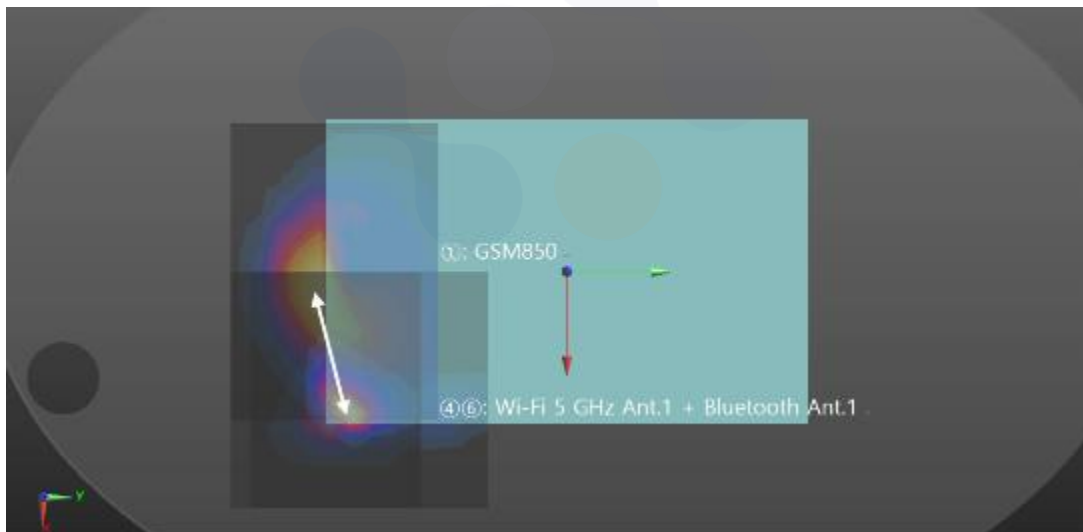 ①: GSM850
④⑥: Wi-Fi 5 GHz Ant.1 + Bluetooth Ant.1
y
x